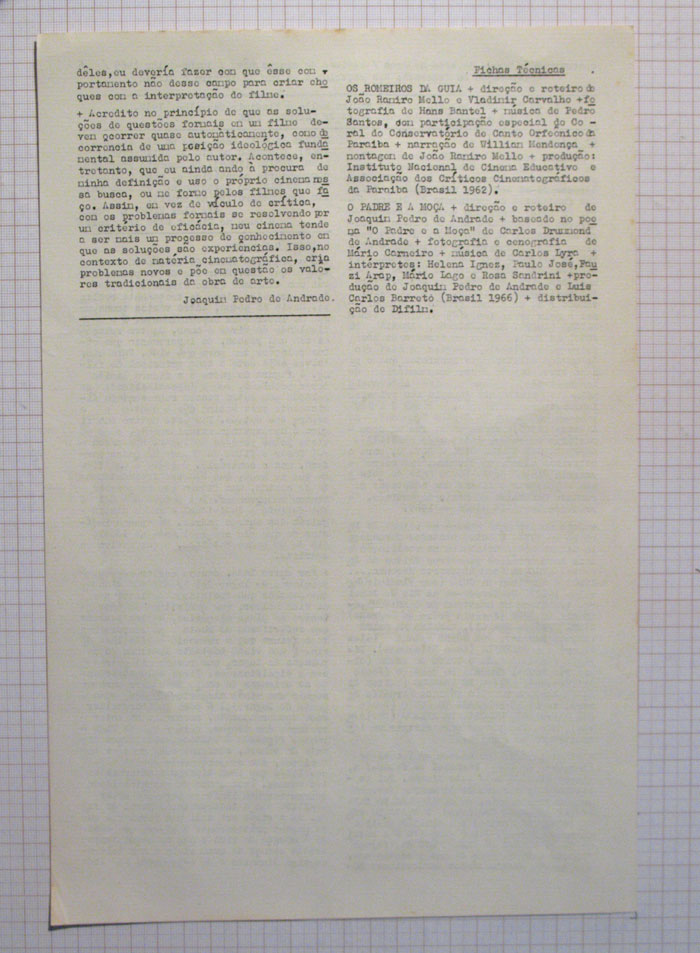 dêles, eu deveria fazer com que êsse com
portamento não desse campo para criar cho
ques com a interpretação do filme.
+ Acredito no princípio de que as solu-
ções de questões formais em um filme de-
vem ocorrer quase automàticamente, como de
correncia de uma posição ideológica funda
mental assumida pelo autor. Acontece, en-
tretanto, que eu ainda ando à procura de
minha definição e uso o próprio cinema nes
sa busca, ou me formo pelos filmes que fa
ço. Assim, em vez de vículo de crítica,
com os problemas formais se resolvendo por
um criterio de eficácia, meu cinema tende
a ser mais um processo de conhecimento em
que as soluções são experiencias. Isso, no
contexto de matéria cinematográfica, cria
problemas novos e põe em questão os valo-
res tradicionais da obra de arte.
Joaquim Pedro de Andrade.
Fichas Técnicas
OS ROMEIROS DA GUIA + direção e roteiro de
João Ramiro Mello e Vladimir Carvalho + fo
tografia de Hans Bantel + música de Pedro
Santos, com participação especial do Co -
ral do Conservatório de Canto Orfeonico da
Paraiba + narração de Willian Mendonça +
montagem de João Ramiro Mello + produção:
Instituto Nacional de Cinema Educativo e
Associação dos Críticos Cinematográficos
da Paraiba (Brasil 1962).
O PADRE E A MOÇA + direção e roteiro de
Joaquim Pedro de Andrade + baseado no poe
ma "O Padre e a Moça" de Carlos Drummond
de Andrade + fotografia e cenografia de
Mário Carneiro + música de Carlos Lyra +
intérpretes: Helena Ignez, Paulo José, Fau
zi Arap, Mário Lago e Rosa Sandrini + pro-
dução de Joaquim Pedro de Andrade e Luis
Carlos Barreto (Brasil 1966) + distribui-
ção de Difilm.